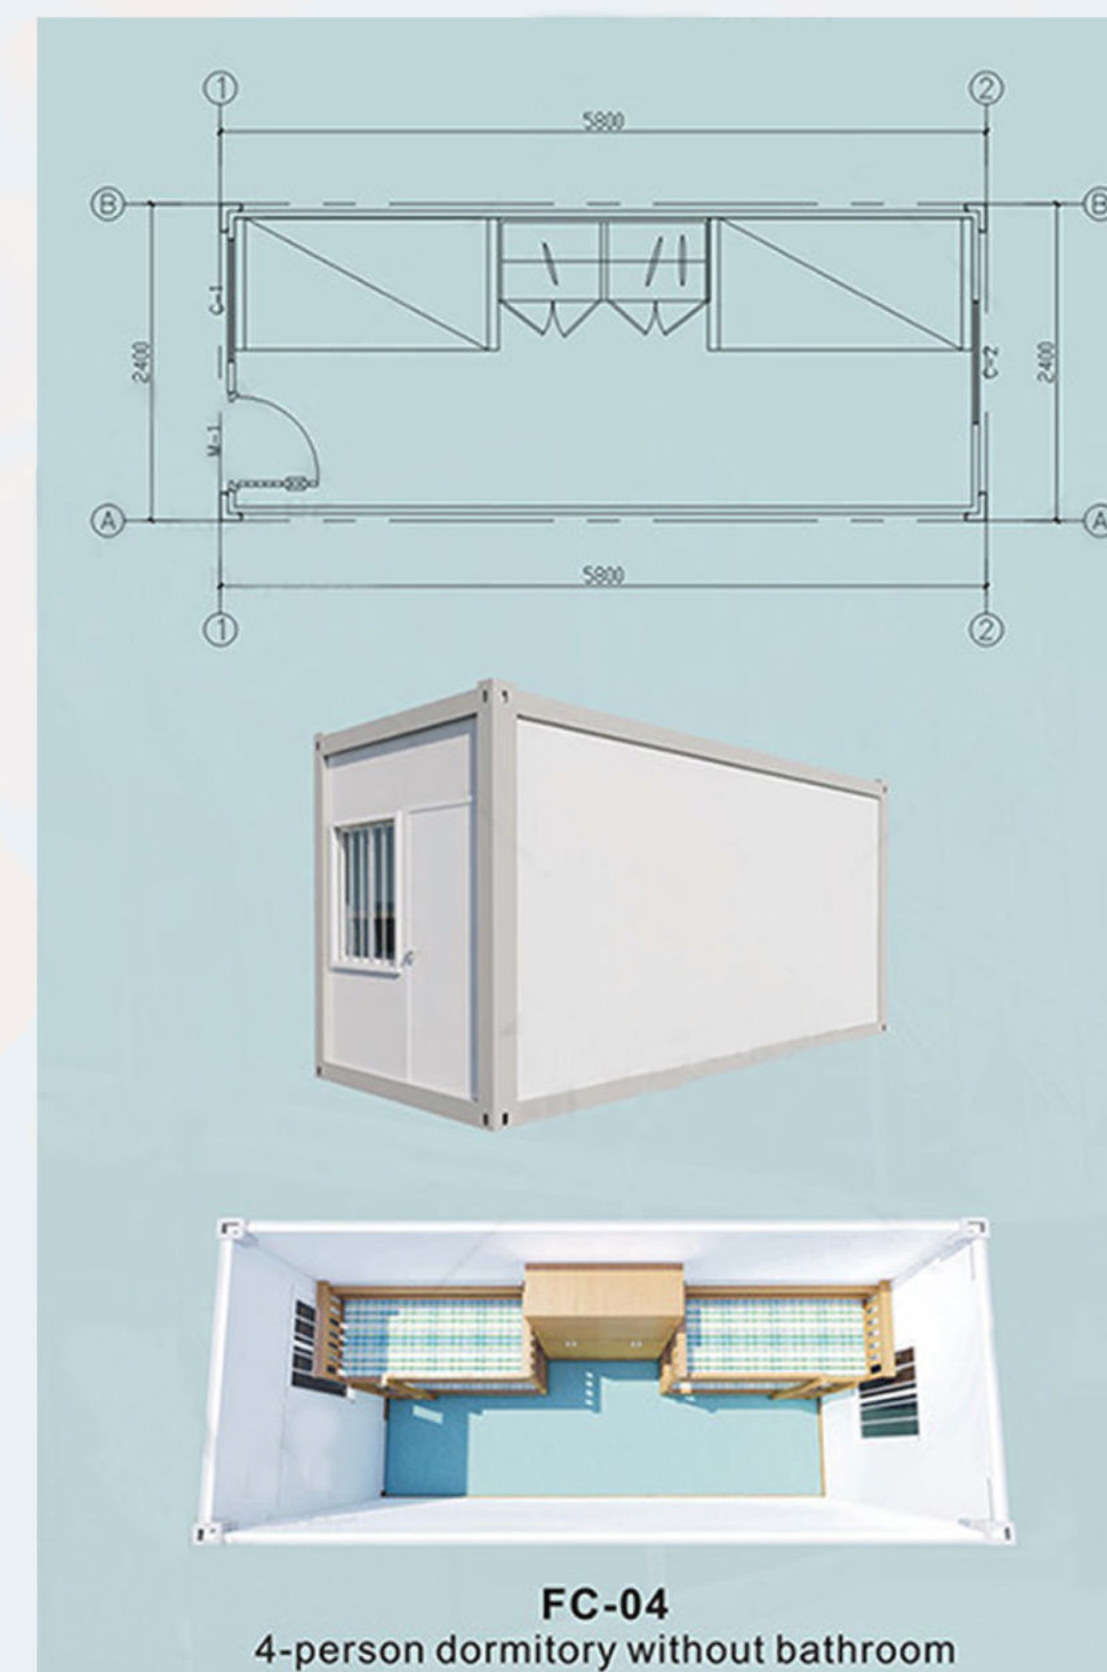 1 2
5800
B B
C-1
2400 C-2 2400
M-1
A A
5800
1 2
FC-04
4-person dormitory without bathroom